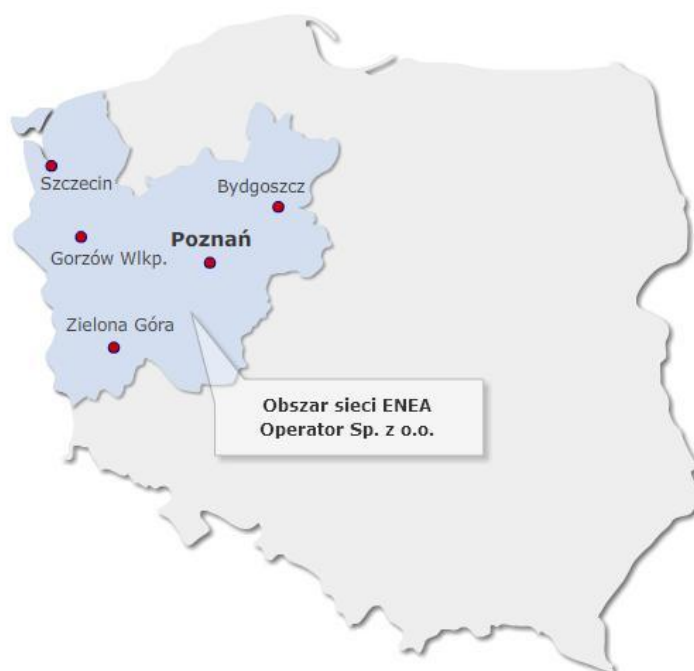 Szczecin
Bydgoszcz
Poznań
Gorzów Wlkp.
Zielona Góra
Obszar sieci ENEA
Operator Sp. z o.o.